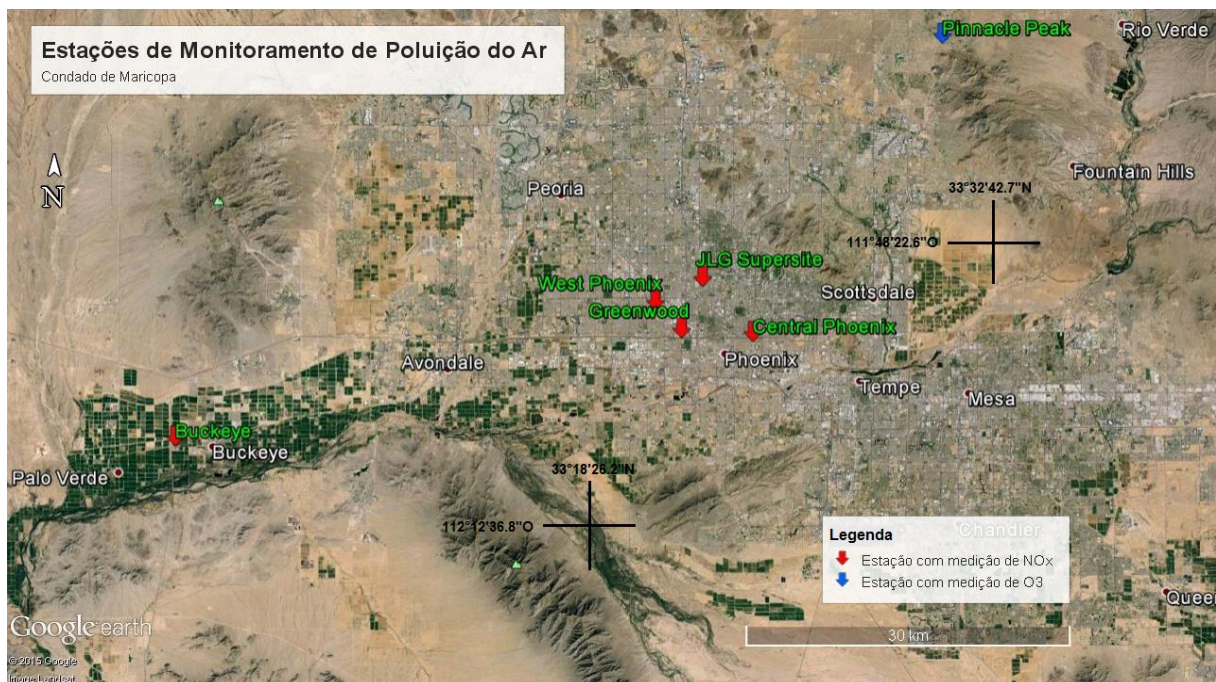 Estações de Monitoramento de Poluição do Ar
Condado de Maricopa
Pinnacle Peak
Rio Verde
N
Peoria
Fountain Hills
33°32'42.7"N
111°48'22.6"O
JLG Supersite
West Phoenix
Scottsdale
Greenwood
Central Phoenix
Avondale
Phoenix
Tempe
Mesa
Buckeye
Buckeye
Palo Verde
33°18'26.2"N
112°12'36.8"O
Chandler
Legenda
Estação com medição de NOx
Estação com medição de O3
Queen
30 km
Google earth
© 2015 Google
Image Landsat